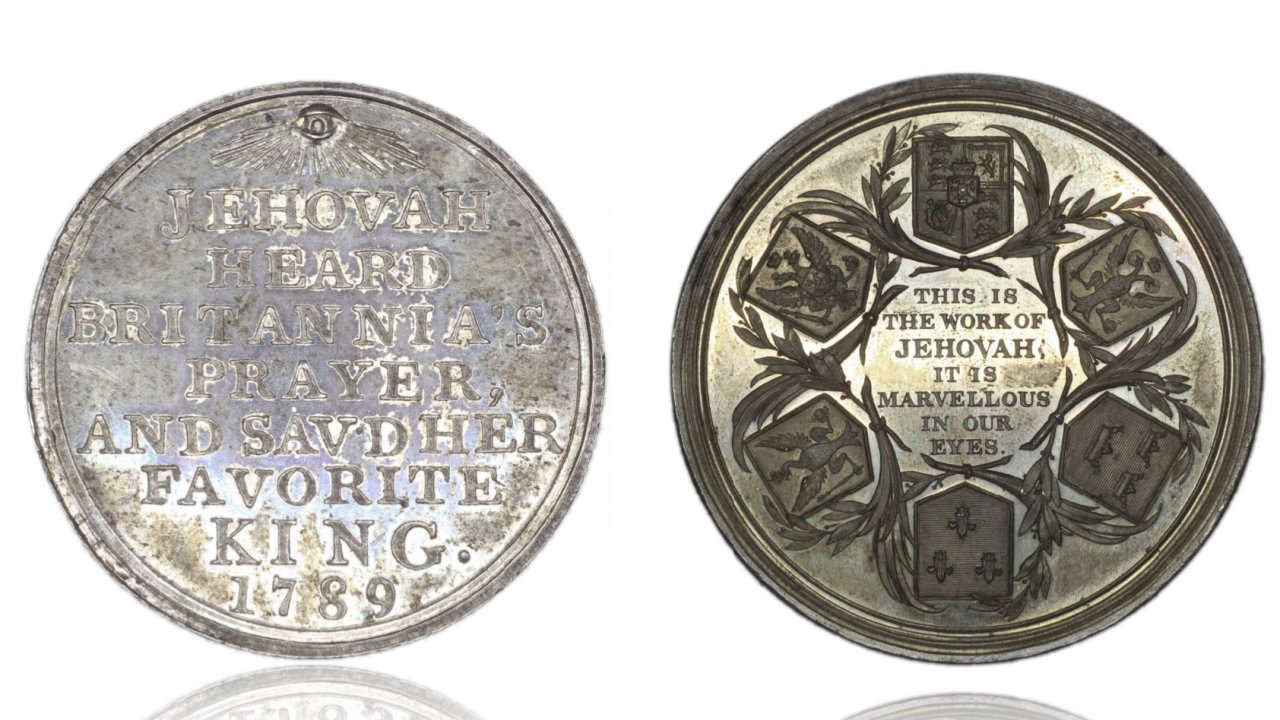 JEHOVAH
HEARD
BRITANNIA'S
PRAYER,
AND SAV'D HER
FAVORITE
KING.
1789
THIS IS
THE WORK OF
JEHOVAH;
IT IS
MARVELLOUS
IN OUR
EYES.